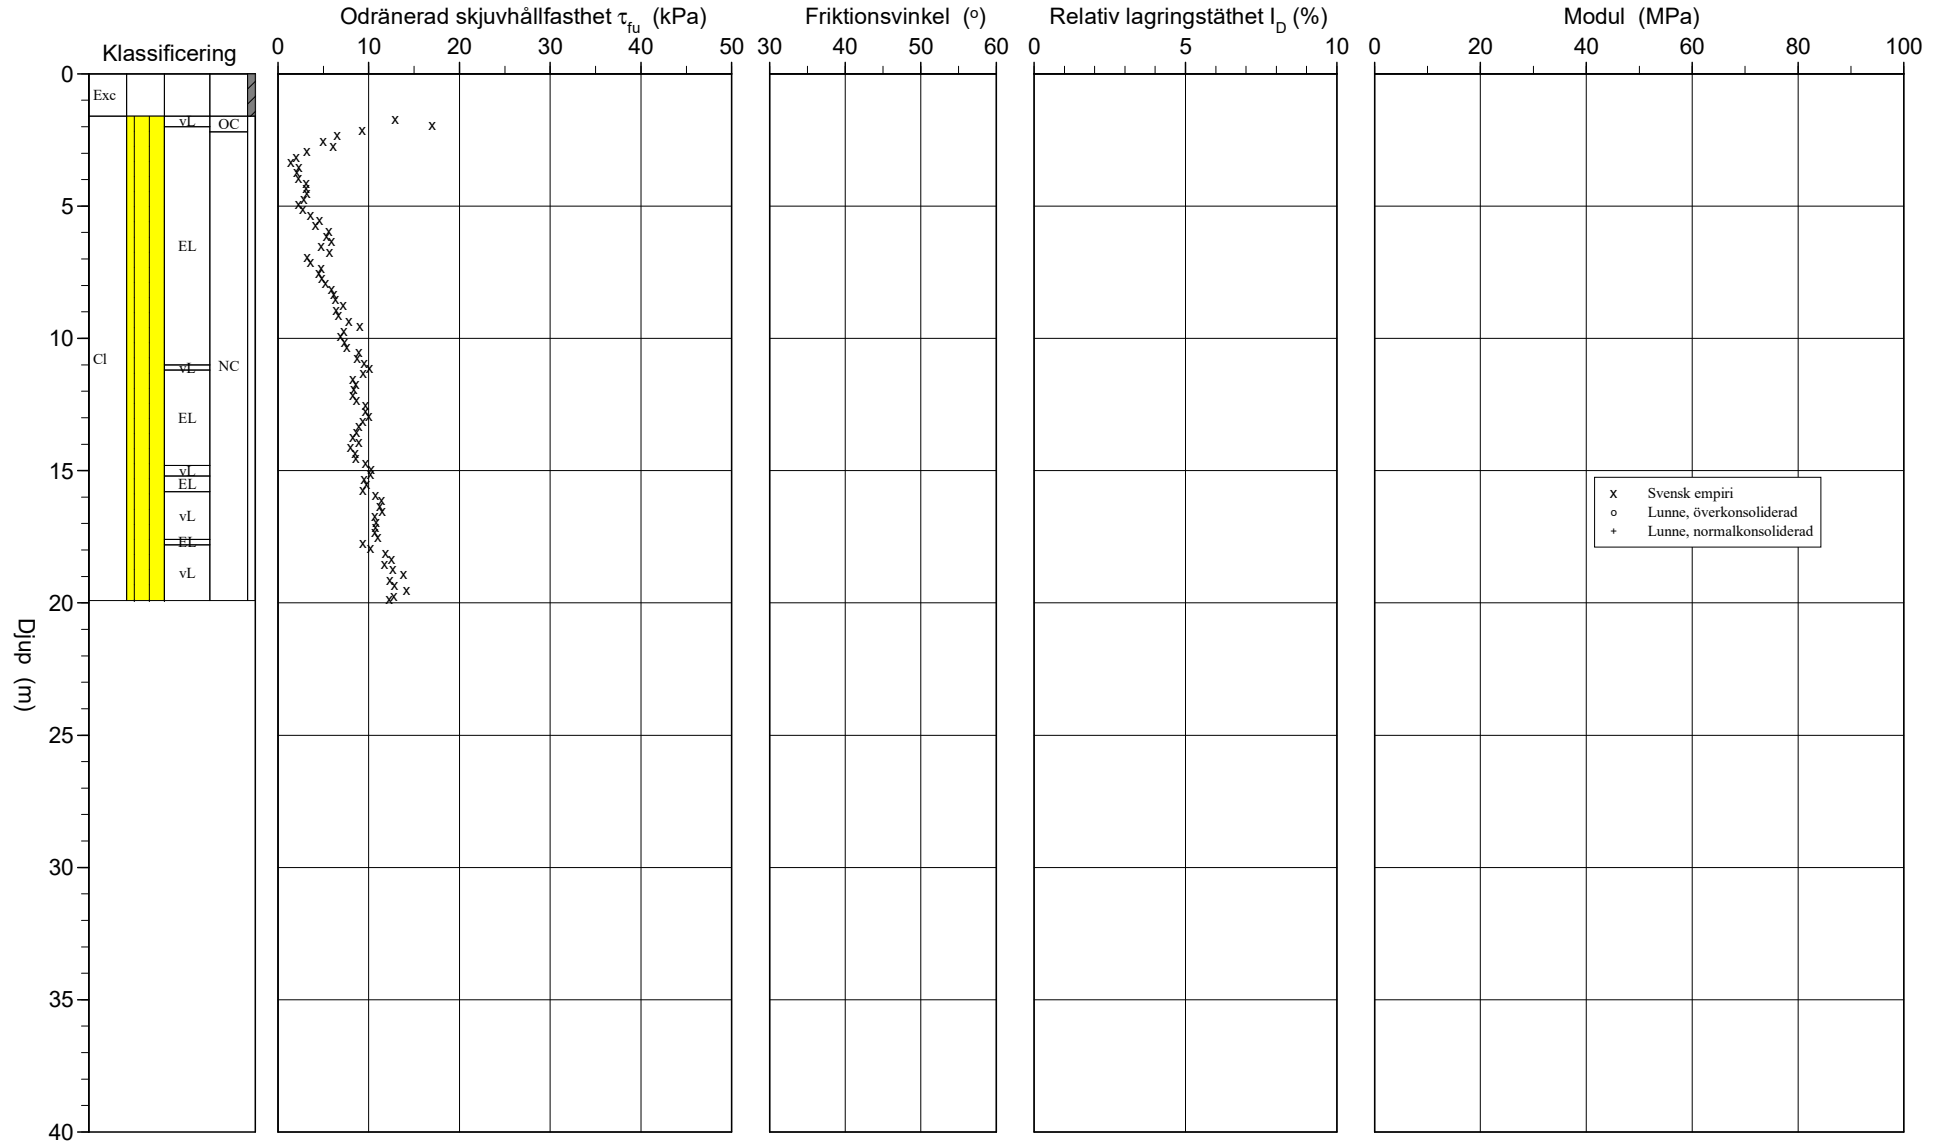 Odränerad skjuvhållfasthet τfu (kPa) Friktionsvinkel (o) Relativ lagringstäthet ID (%) Modul (MPa)
Klassificering
0 10 20 30 40 50 30 40 50 60 0 5 10 0 20 40 60 80 100
0
Exc
vL OC
5
EL
10
Cl vL NC
EL
15 vL
EL
x Svensk empiri
o Lunne, överkonsoliderad
+ Lunne, normalkonsoliderad
vL
EL
vL
20
Djup (m)
25
30
35
40